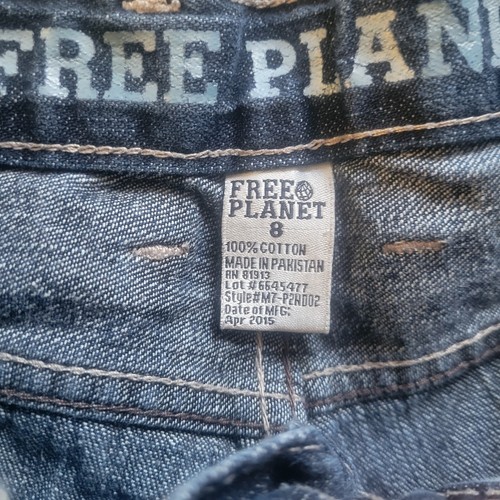 FREE PLAN
FREE PLANET
8
100% COTTON
MADE IN PAKISTAN
RN 81913
Lot #6645477
Style#M7-P2ND02
Date of MFG:
Apr 2015